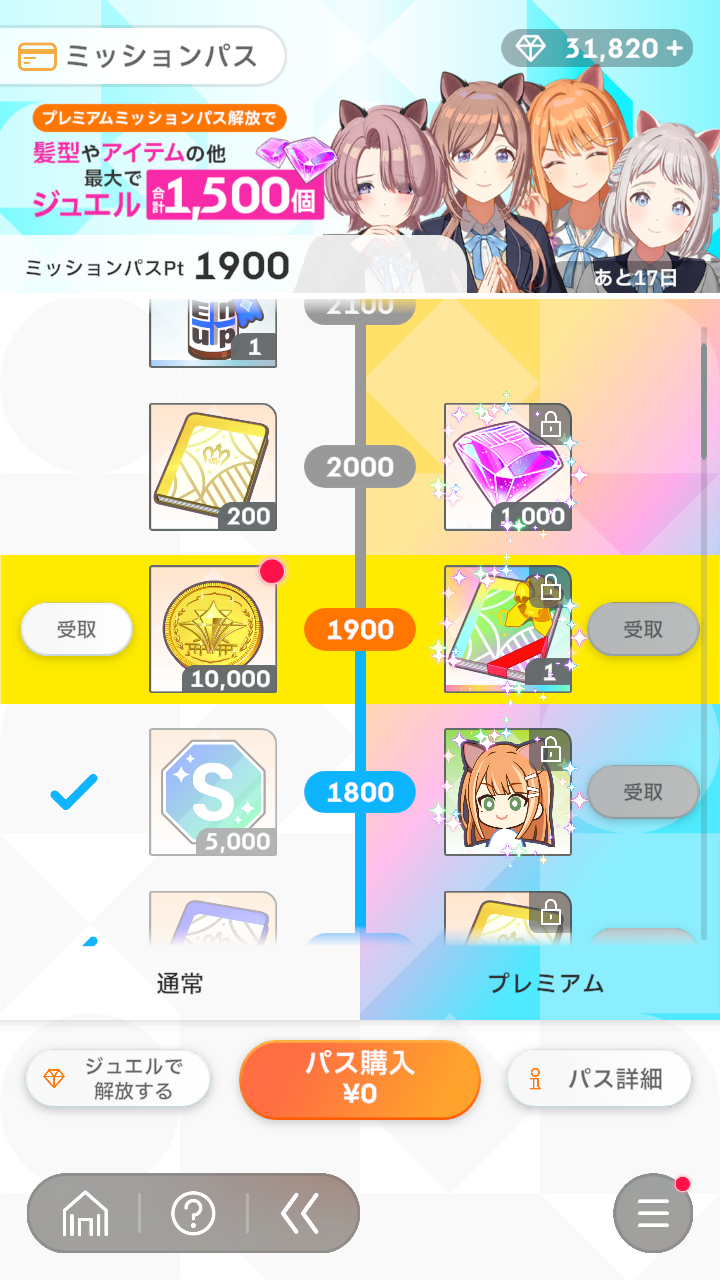 ミッションパス
31,820 +
プレミアムミッションパス解放で
髪型やアイテムの他
最大で
ジュエル 合計1,500個
ミッションパスPt 1900
あと17日
2100
En
up
1
2000
200
1,000
受取
10,000
1900
1
受取
S
5,000
1800
受取
通常
プレミアム
ジュエルで
解放する
パス購入
¥0
パス詳細